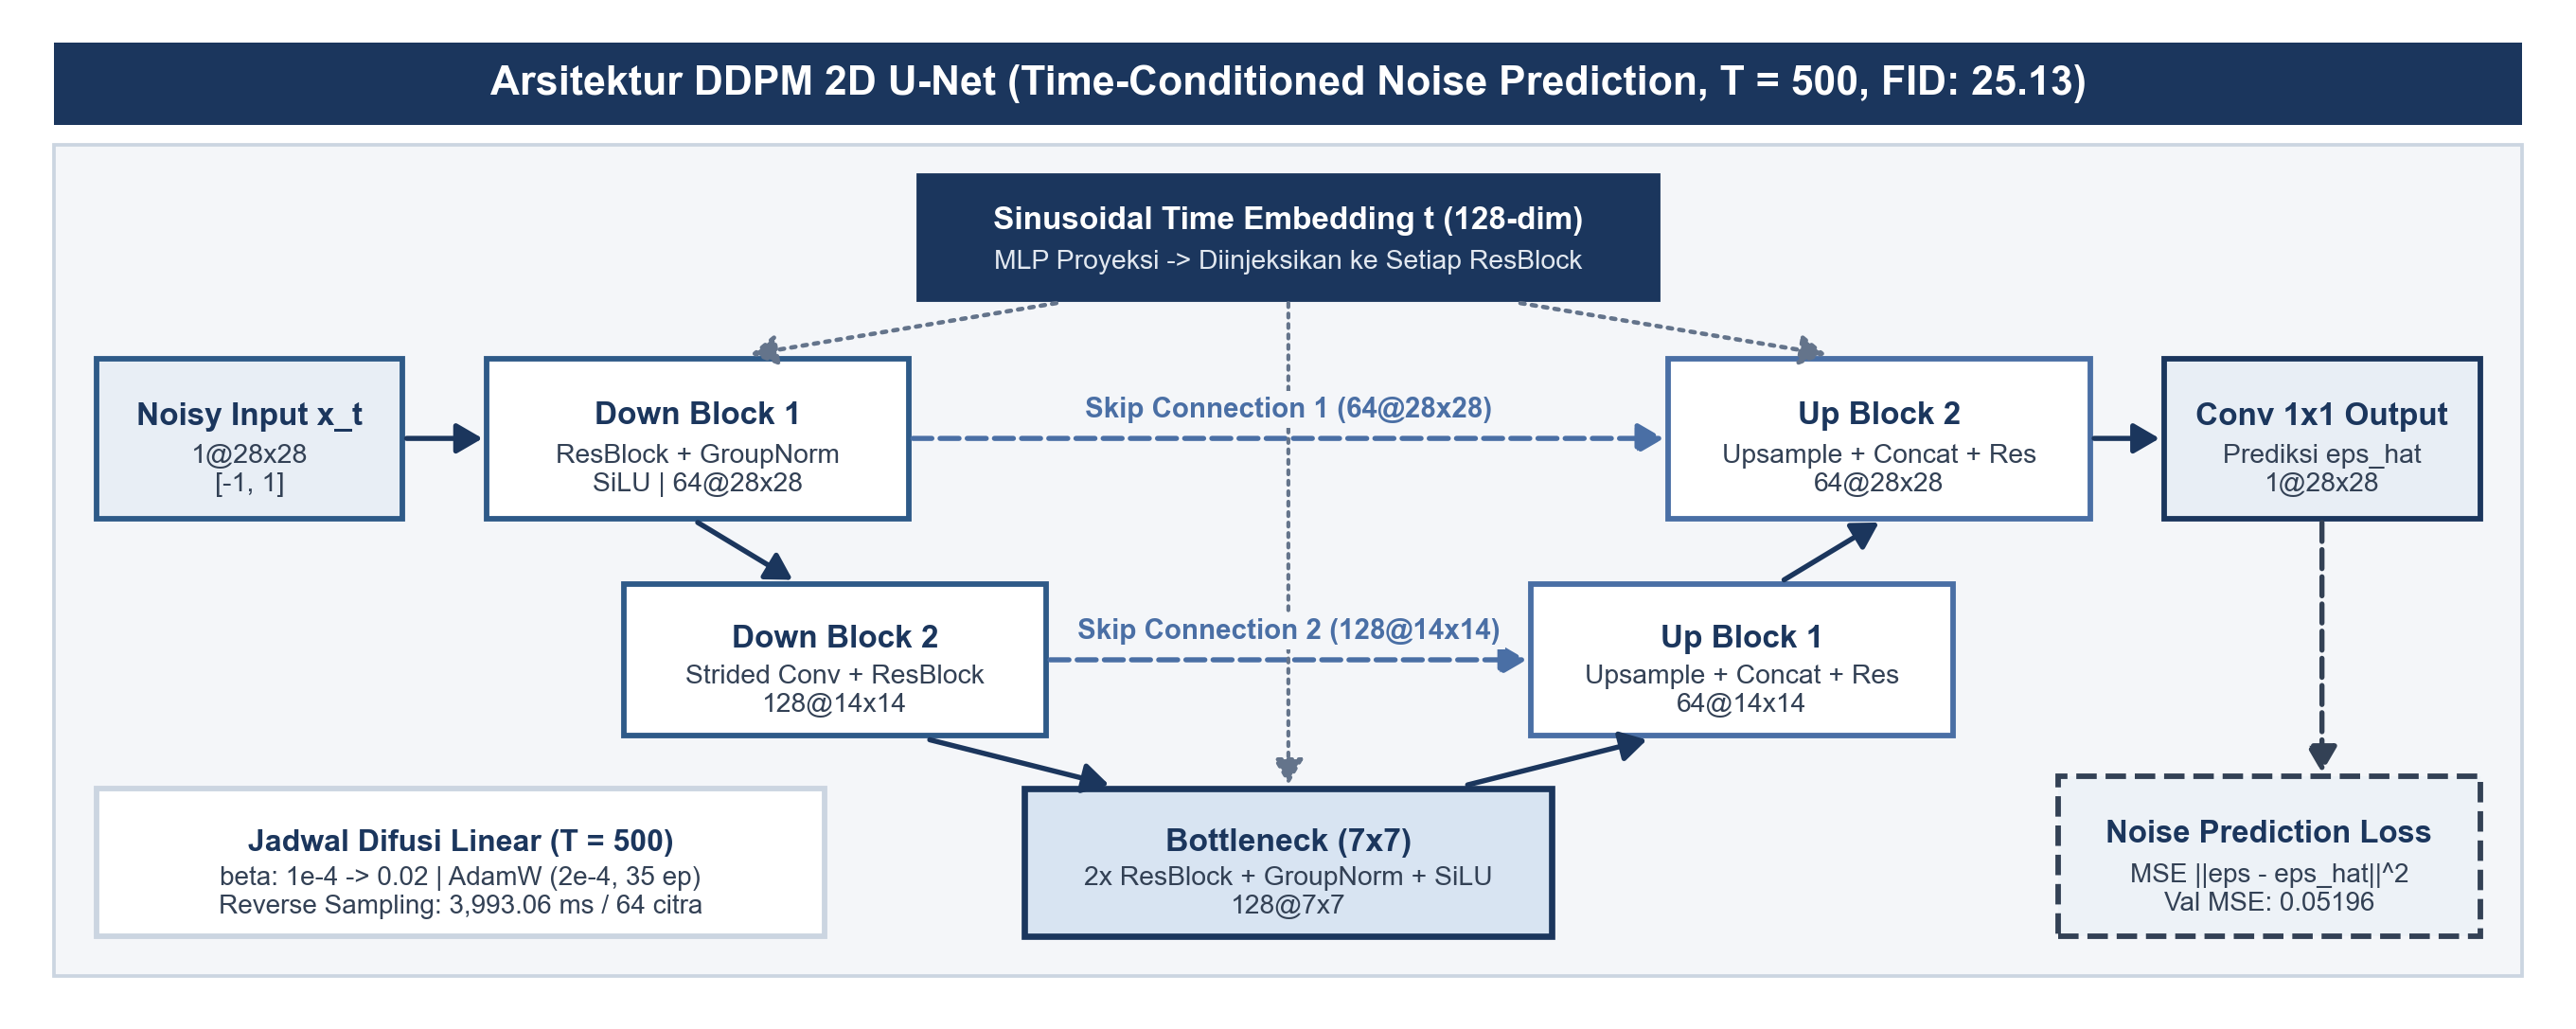 Arsitektur DDPM 2D U-Net (Time-Conditioned Noise Prediction, T = 500, FID: 25.13)
Sinusoidal Time Embedding t (128-dim)
MLP Proyeksi -> Diinjeksikan ke Setiap ResBlock
Noisy Input x_t
1@28x28
[-1, 1]
Down Block 1
ResBlock + GroupNorm
SiLU | 64@28x28
Skip Connection 1 (64@28x28)
Up Block 2
Upsample + Concat + Res
64@28x28
Conv 1x1 Output
Prediksi eps_hat
1@28x28
Down Block 2
Strided Conv + ResBlock
128@14x14
Skip Connection 2 (128@14x14)
Up Block 1
Upsample + Concat + Res
64@14x14
Jadwal Difusi Linear (T = 500)
beta: 1e-4 -> 0.02 | AdamW (2e-4, 35 ep)
Reverse Sampling: 3,993.06 ms / 64 citra
Bottleneck (7x7)
2x ResBlock + GroupNorm + SiLU
128@7x7
Noise Prediction Loss
MSE ||eps - eps_hat||^2
Val MSE: 0.05196